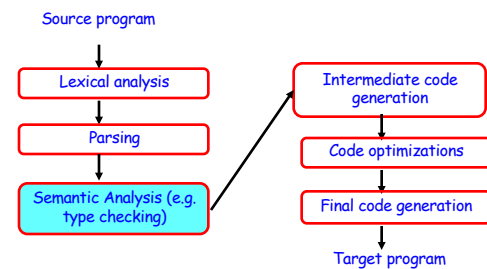 Source program
Lexical analysis
Parsing
Semantic Analysis (e.g.
type checking)
Intermediate code
generation
Code optimizations
Final code generation
Target program